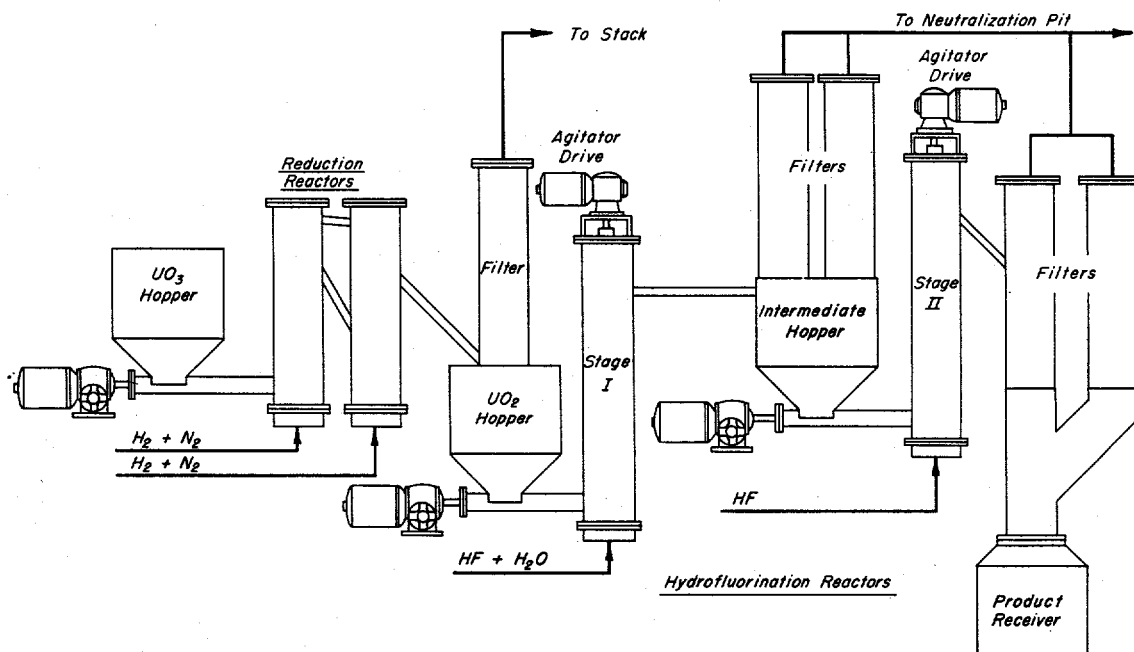 To Stack
To Neutralization Pit
Agitator
Drive
Agitator
Drive
Reduction
Reactors
Filters
UO₃
Hopper
Filter
Filters
Intermediate
Hopper
Stage
II
Stage
I
UO₂
Hopper
H₂ + N₂
H₂ + N₂
HF
HF + H₂O
Hydrofluorination Reactors
Product
Receiver